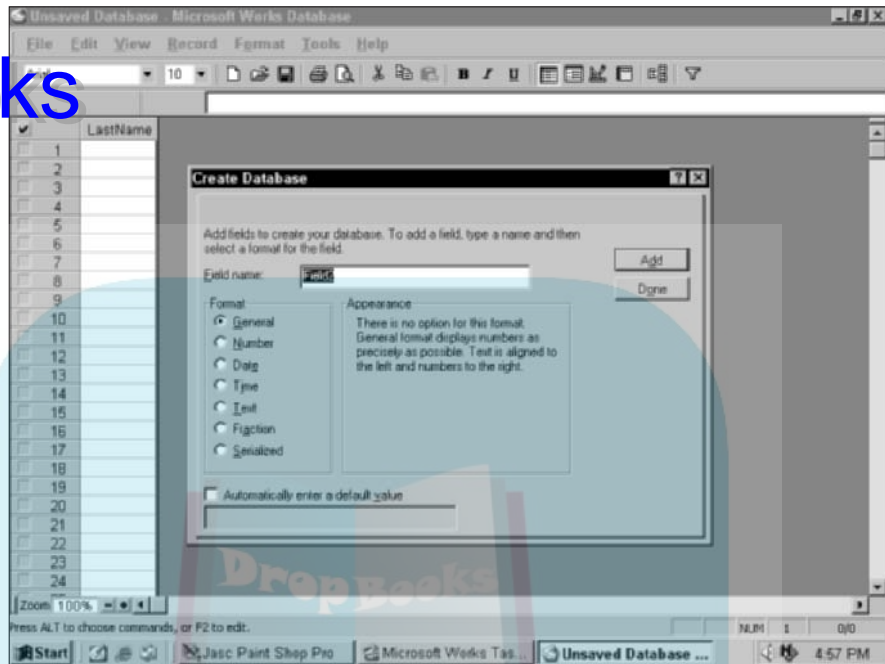 Unsaved Database - Microsoft Works Database
File Edit View Record Format Tools Help
10
ks
B I U
LastName
Create Database
Add fields to create your database. To add a field, type a name and then
select a format for the field.
Field name: Field2
Add
Done
Format
General
Number
Date
Time
Text
Fraction
Serialized
Appearance
There is no option for this format.
General format displays numbers as
precisely as possible. Text is aligned to
the left and numbers to the right.
Automatically enter a default value
1
2
3
4
5
6
7
8
9
10
11
12
13
14
15
16
17
18
19
20
21
22
23
24
DropBooks
Zoom 100%
Press ALT to choose commands, or F2 to edit.
NUM 1 0/0
Start Jasc Paint Shop Pro Microsoft Works Tas... Unsaved Database ... 4:57 PM